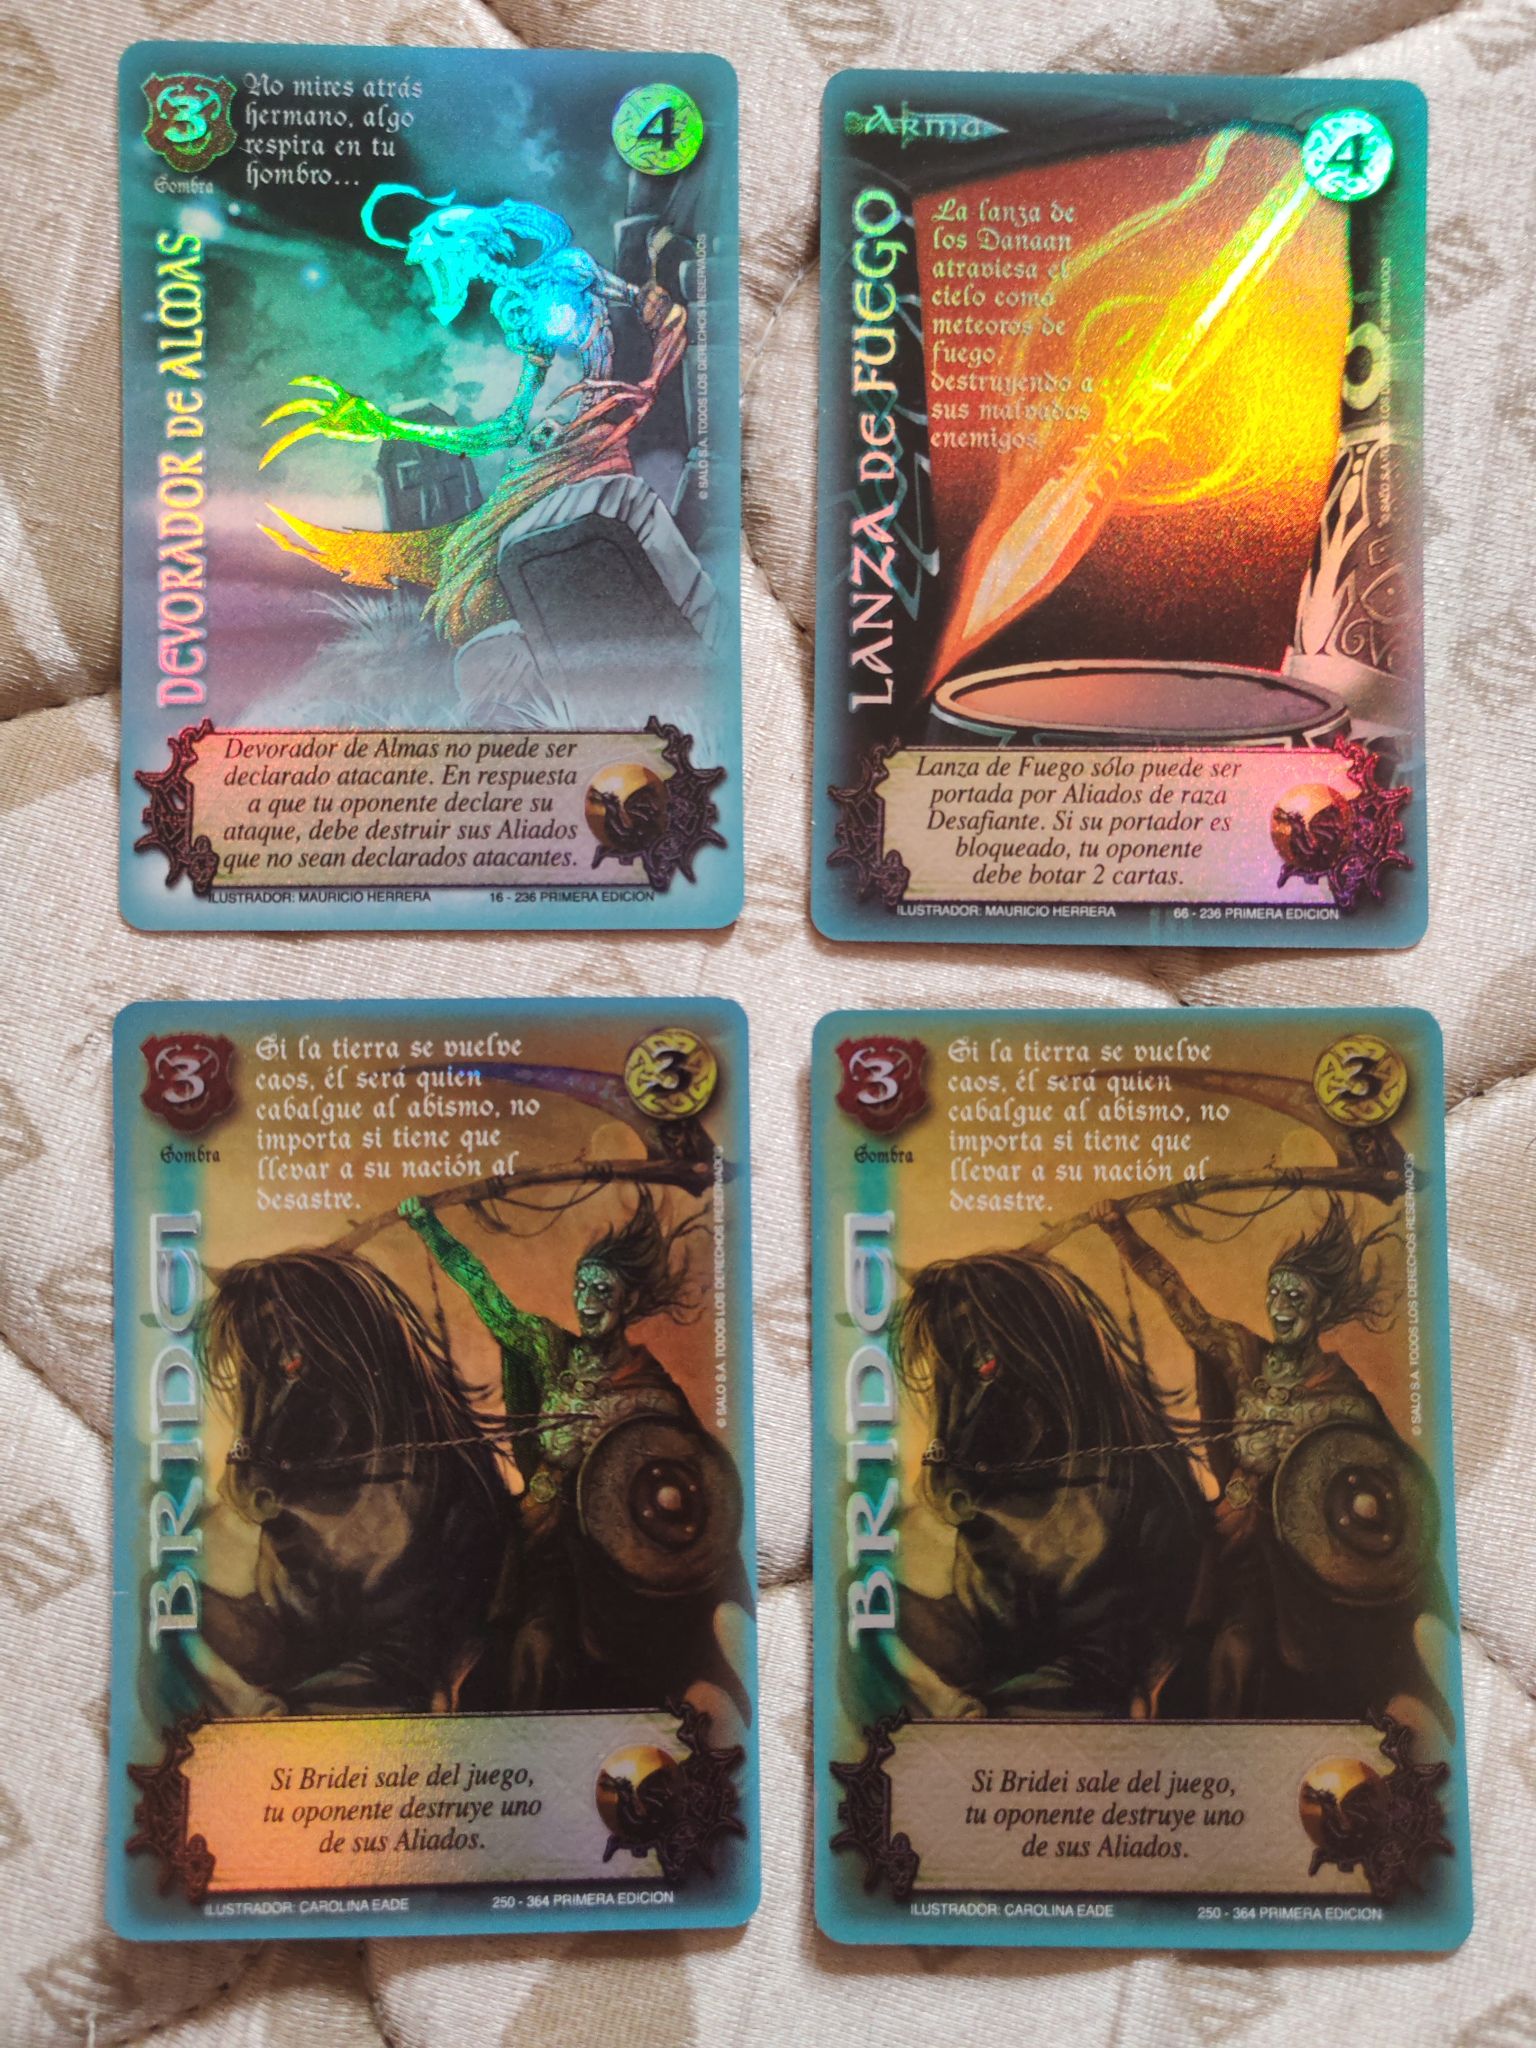 3
Sombra
No mires atrás
hermano, algo
respira en tu
hombro...
4
DEVORADOR DE ALMAS
© SALO S.A. TODOS LOS DERECHOS RESERVADOS
Devorador de Almas no puede ser
declarado atacante. En respuesta
a que tu oponente declare su
ataque, debe destruir sus Aliados
que no sean declarados atacantes.
ILUSTRADOR: MAURICIO HERRERA 16 - 236 PRIMERA EDICION
Arma
4
LANZA DE FUEGO
La lanza de
los Danaan
atraviesa el
cielo como
meteoros de
fuego,
destruyendo a
sus malvados
enemigos.
RESERVADOS
Lanza de Fuego sólo puede ser
portada por Aliados de raza
Desafiante. Si su portador es
bloqueado, tu oponente
debe botar 2 cartas.
ILUSTRADOR: MAURICIO HERRERA 66 - 236 PRIMERA EDICION
3
Sombra
Si la tierra se vuelve
caos, él será quien
cabalgue al abismo, no
importa si tiene que
llevar a su nación al
desastre.
3
BRIDEI
© SALO S.A. TODOS LOS DERECHOS RESERVADOS
Si Bridei sale del juego,
tu oponente destruye uno
de sus Aliados.
ILUSTRADOR: CAROLINA EADE 250 - 364 PRIMERA EDICION
3
Sombra
Si la tierra se vuelve
caos, él será quien
cabalgue al abismo, no
importa si tiene que
llevar a su nación al
desastre.
3
BRIDEI
© SALO S.A. TODOS LOS DERECHOS RESERVADOS
Si Bridei sale del juego,
tu oponente destruye uno
de sus Aliados.
ILUSTRADOR: CAROLINA EADE 250 - 364 PRIMERA EDICION